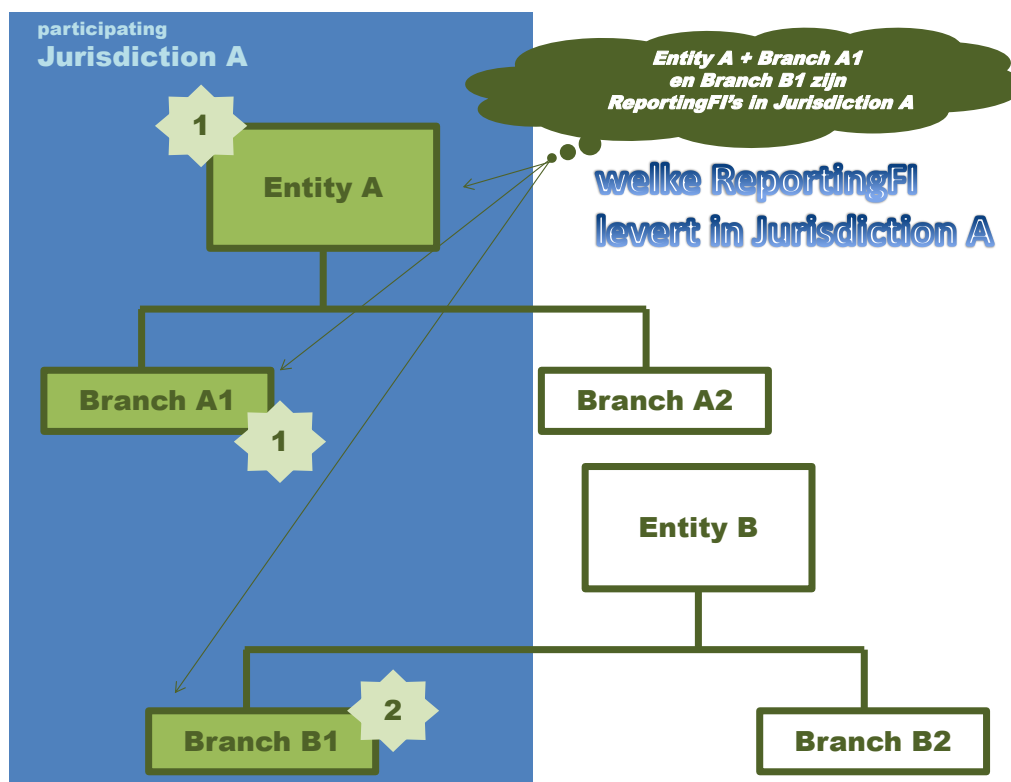 participating
Jurisdiction A
Entity A + Branch A1
en Branch B1 zijn
ReportingFI's in Jurisdiction A
welke ReportingFI
levert in Jurisdiction A
1
Entity A
Branch A1
1
Branch A2
Entity B
2
Branch B1
Branch B2